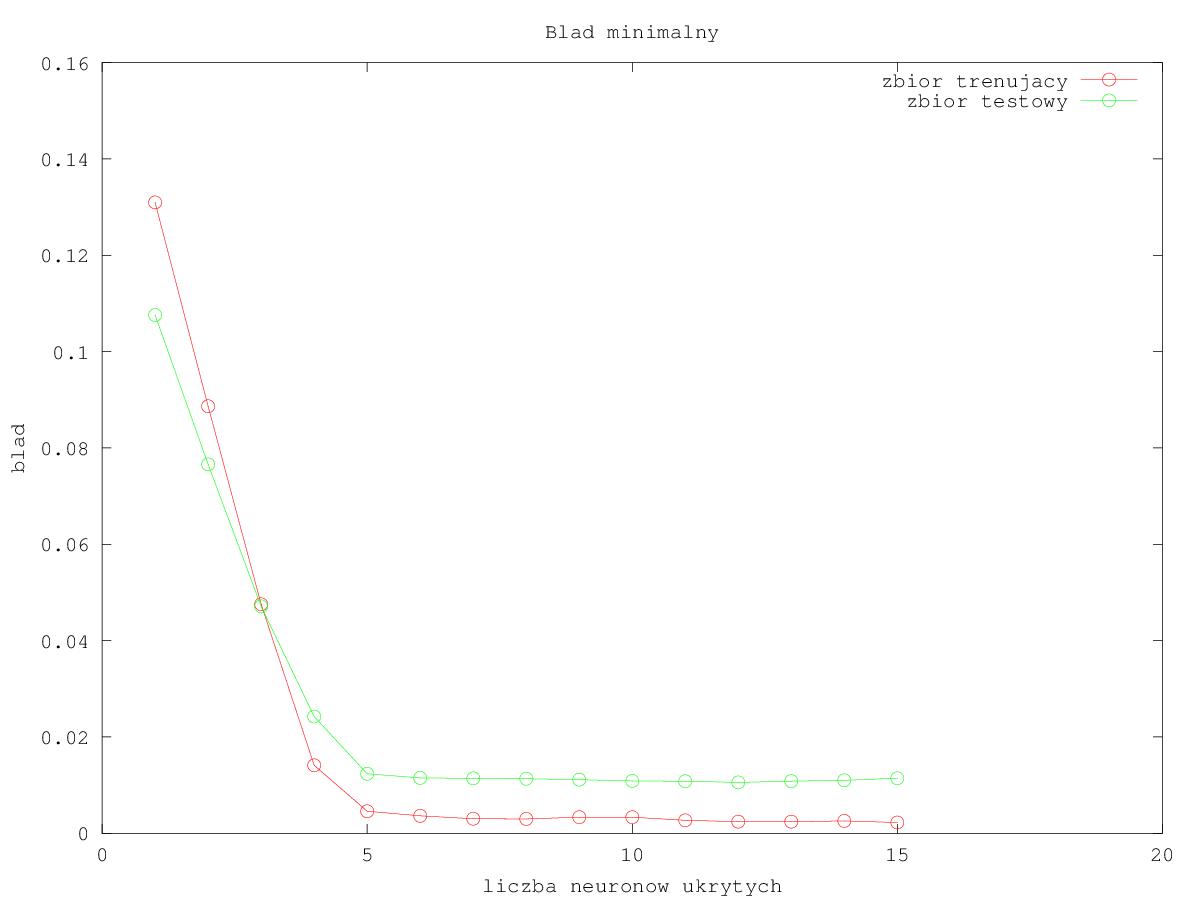 Blad minimalny
0.16
0.14
0.12
0.1
0.08
0.06
0.04
0.02
0
blad
zbior trenujacy
zbior testowy
0 5 10 15 20
liczba neuronow ukrytych